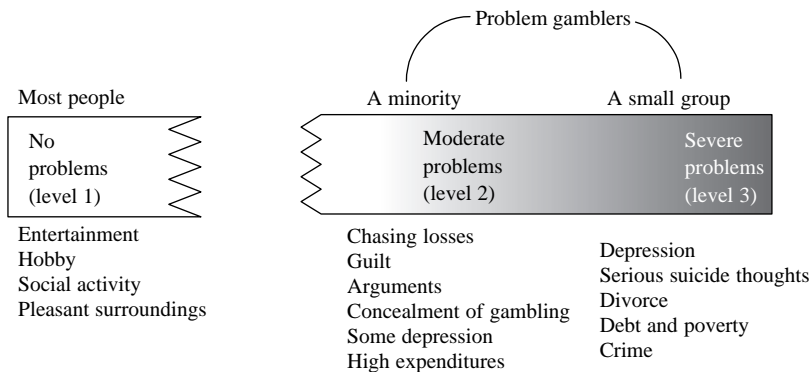 Problem gamblers
Most people
A minority
A small group
No
problems
(level 1)
Moderate
problems
(level 2)
Severe
problems
(level 3)
Entertainment
Hobby
Social activity
Pleasant surroundings
Chasing losses
Guilt
Arguments
Concealment of gambling
Some depression
High expenditures
Depression
Serious suicide thoughts
Divorce
Debt and poverty
Crime